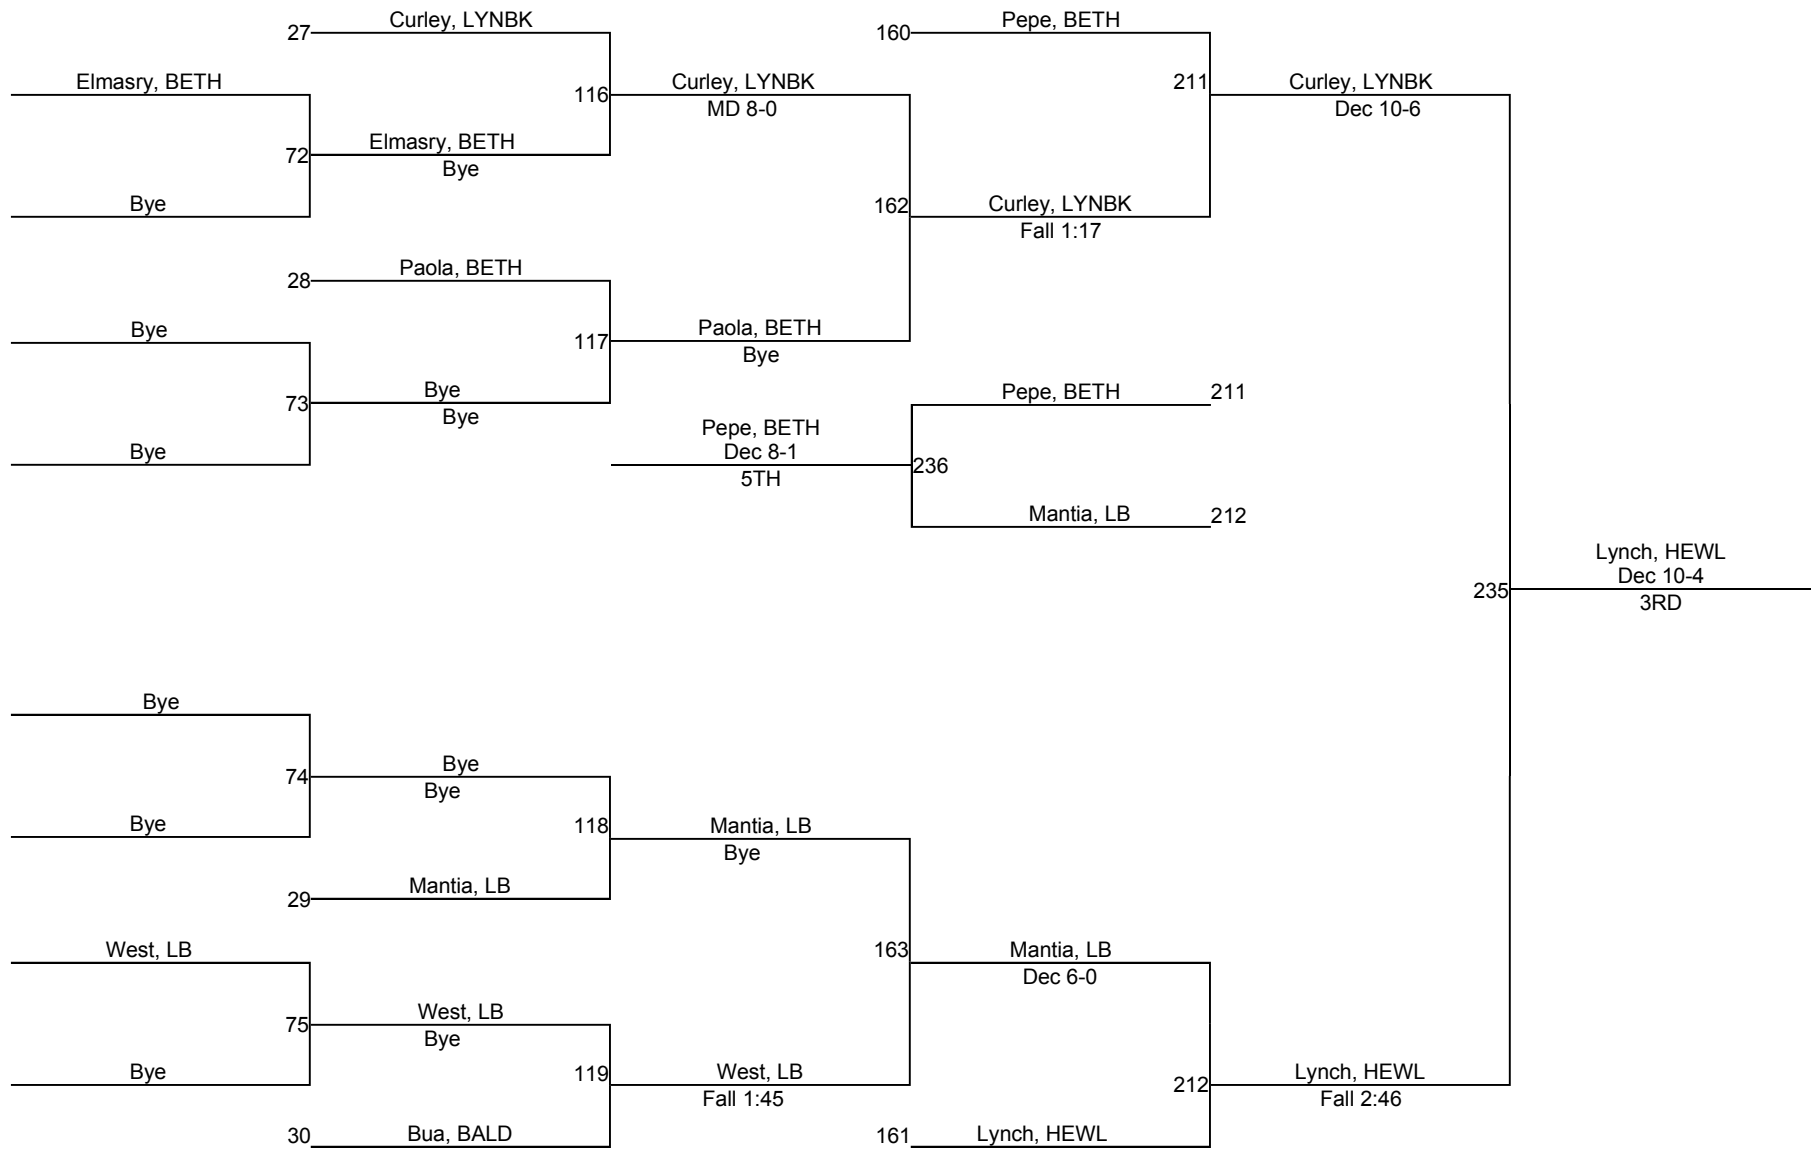 27
Curley, LYNBK
160
Pepe, BETH
Elmasry, BETH
116
Curley, LYNBK
MD 8-0
211
Curley, LYNBK
Dec 10-6
72
Elmasry, BETH
Bye
Bye
162
Curley, LYNBK
Fall 1:17
28
Paola, BETH
Bye
117
Paola, BETH
Bye
73
Bye
Bye
Bye
Pepe, BETH
211
Pepe, BETH
Dec 8-1
5TH
236
Mantia, LB
212
235
Lynch, HEWL
Dec 10-4
3RD
Bye
74
Bye
Bye
Bye
118
Mantia, LB
Bye
29
Mantia, LB
West, LB
163
Mantia, LB
Dec 6-0
75
West, LB
Bye
Bye
119
West, LB
Fall 1:45
212
Lynch, HEWL
Fall 2:46
30
Bua, BALD
161
Lynch, HEWL